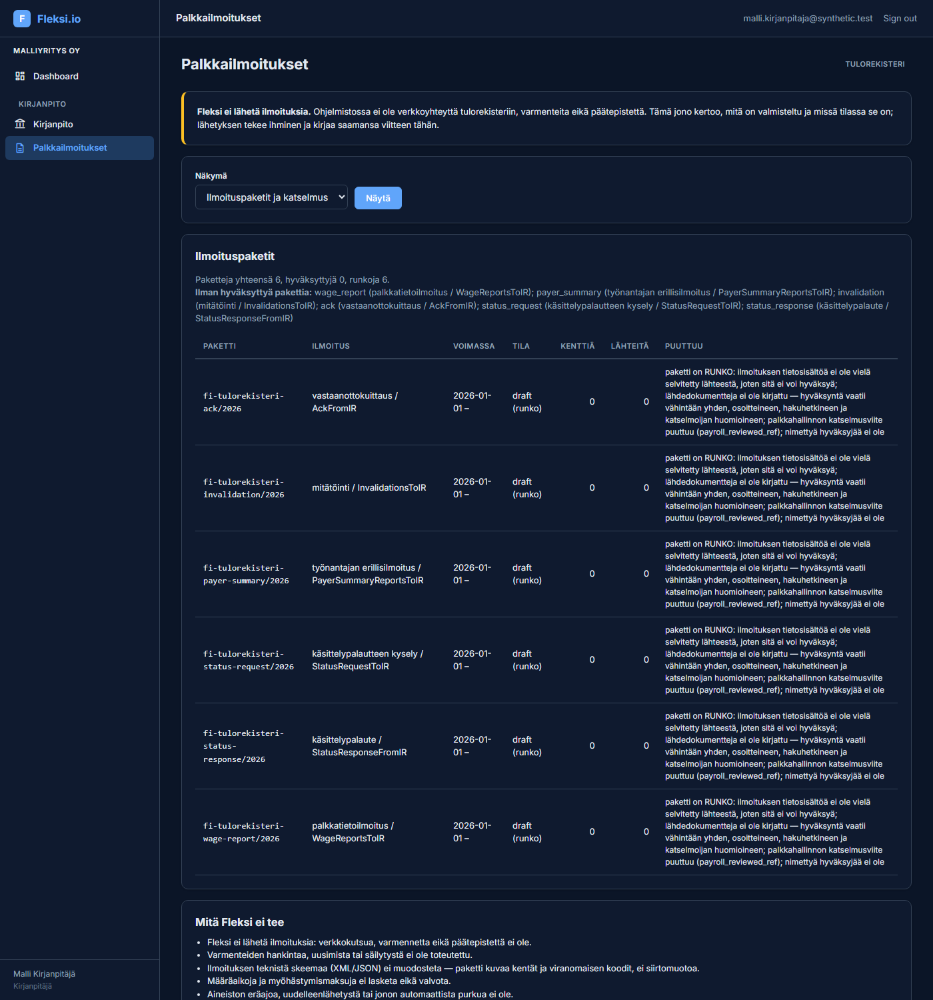 F Fleksi.io
Palkkailmoitukset
malli.kirjanpitaja@synthetic.test Sign out
MALLIYRITYS OY
Dashboard
KIRJANPITO
Kirjanpito
Palkkailmoitukset
Palkkailmoitukset
TULOREKISTERI
Fleksi ei lähetä ilmoituksia. Ohjelmistossa ei ole verkkoyhteyttä tulorekisteriin, varmenteita eikä päätepistettä. Tämä jono kertoo, mitä on valmisteltu ja missä tilassa se on;
lähetyksen tekee ihminen ja kirjaa saamansa viitteen tähän.
Näkymä
Ilmoituspaketit ja katselmus
Näytä
Ilmoituspaketit
Paketteja yhteensä 6, hyväksyttyjä 0, runkoja 6.
Ilman hyväksyttyä pakettia: wage_report (palkkatietoilmoitus / WageReportsToIR); payer_summary (työnantajan erillisilmoitus / PayerSummaryReportsToIR); invalidation
(mitätöinti / InvalidationsToIR); ack (vastaanottokuittaus / AckFromIR); status_request (käsittelypalautteen kysely / StatusRequestToIR); status_response (käsittelypalaute /
StatusResponseFromIR)
PAKETTI ILMOITUS VOIMASSA TILA KENTTIÄ LÄHTEITÄ PUUTTUU
fi-tulorekisteri-
ack/2026
vastaanottokuittaus /
AckFromIR
2026-01-
01 –
draft
(runko)
0
0
paketti on RUNKO: ilmoituksen tietosisältöä ei ole vielä
selvitetty lähteestä, joten sitä ei voi hyväksyä;
lähdedokumentteja ei ole kirjattu — hyväksyntä vaatii
vähintään yhden, osoitteineen, hakuhetkineen ja
katselmoijan huomioineen; palkkahallinnon katselmusviite
puuttuu (payroll_reviewed_ref); nimettyä hyväksyjää ei ole
fi-tulorekisteri-
invalidation/2026
mitätöinti / InvalidationsToIR
2026-01-
01 –
draft
(runko)
0
0
paketti on RUNKO: ilmoituksen tietosisältöä ei ole vielä
selvitetty lähteestä, joten sitä ei voi hyväksyä;
lähdedokumentteja ei ole kirjattu — hyväksyntä vaatii
vähintään yhden, osoitteineen, hakuhetkineen ja
katselmoijan huomioineen; palkkahallinnon katselmusviite
puuttuu (payroll_reviewed_ref); nimettyä hyväksyjää ei ole
fi-tulorekisteri-
payer-summary/2026
työnantajan erillisilmoitus /
PayerSummaryReportsToIR
2026-01-
01 –
draft
(runko)
0
0
paketti on RUNKO: ilmoituksen tietosisältöä ei ole vielä
selvitetty lähteestä, joten sitä ei voi hyväksyä;
lähdedokumentteja ei ole kirjattu — hyväksyntä vaatii
vähintään yhden, osoitteineen, hakuhetkineen ja
katselmoijan huomioineen; palkkahallinnon katselmusviite
puuttuu (payroll_reviewed_ref); nimettyä hyväksyjää ei ole
fi-tulorekisteri-
status-request/2026
käsittelypalautteen kysely /
StatusRequestToIR
2026-01-
01 –
draft
(runko)
0
0
paketti on RUNKO: ilmoituksen tietosisältöä ei ole vielä
selvitetty lähteestä, joten sitä ei voi hyväksyä;
lähdedokumentteja ei ole kirjattu — hyväksyntä vaatii
vähintään yhden, osoitteineen, hakuhetkineen ja
katselmoijan huomioineen; palkkahallinnon katselmusviite
puuttuu (payroll_reviewed_ref); nimettyä hyväksyjää ei ole
fi-tulorekisteri-
status-
response/2026
käsittelypalaute /
StatusResponseFromIR
2026-01-
01 –
draft
(runko)
0
0
paketti on RUNKO: ilmoituksen tietosisältöä ei ole vielä
selvitetty lähteestä, joten sitä ei voi hyväksyä;
lähdedokumentteja ei ole kirjattu — hyväksyntä vaatii
vähintään yhden, osoitteineen, hakuhetkineen ja
katselmoijan huomioineen; palkkahallinnon katselmusviite
puuttuu (payroll_reviewed_ref); nimettyä hyväksyjää ei ole
fi-tulorekisteri-
wage-report/2026
palkkatietoilmoitus /
WageReportsToIR
2026-01-
01 –
draft
(runko)
0
0
paketti on RUNKO: ilmoituksen tietosisältöä ei ole vielä
selvitetty lähteestä, joten sitä ei voi hyväksyä;
lähdedokumentteja ei ole kirjattu — hyväksyntä vaatii
vähintään yhden, osoitteineen, hakuhetkineen ja
katselmoijan huomioineen; palkkahallinnon katselmusviite
puuttuu (payroll_reviewed_ref); nimettyä hyväksyjää ei ole
Mitä Fleksi ei tee
• Fleksi ei lähetä ilmoituksia: verkkokutsua, varmennetta eikä päätepistettä ei ole.
• Varmenteiden hankintaa, uusimista tai säilytystä ei ole toteutettu.
• Ilmoituksen teknistä skeemaa (XML/JSON) ei muodosteta — paketti kuvaa kentät ja viranomaisen koodit, ei siirtomuotoa.
• Määräaikoja ja myöhästymismaksuja ei lasketa eikä valvota.
• Aineiston eräajoa, uudelleenlähetystä tai jonon automaattista purkua ei ole.
Malli Kirjanpitäjä
Kirjanpitäjä